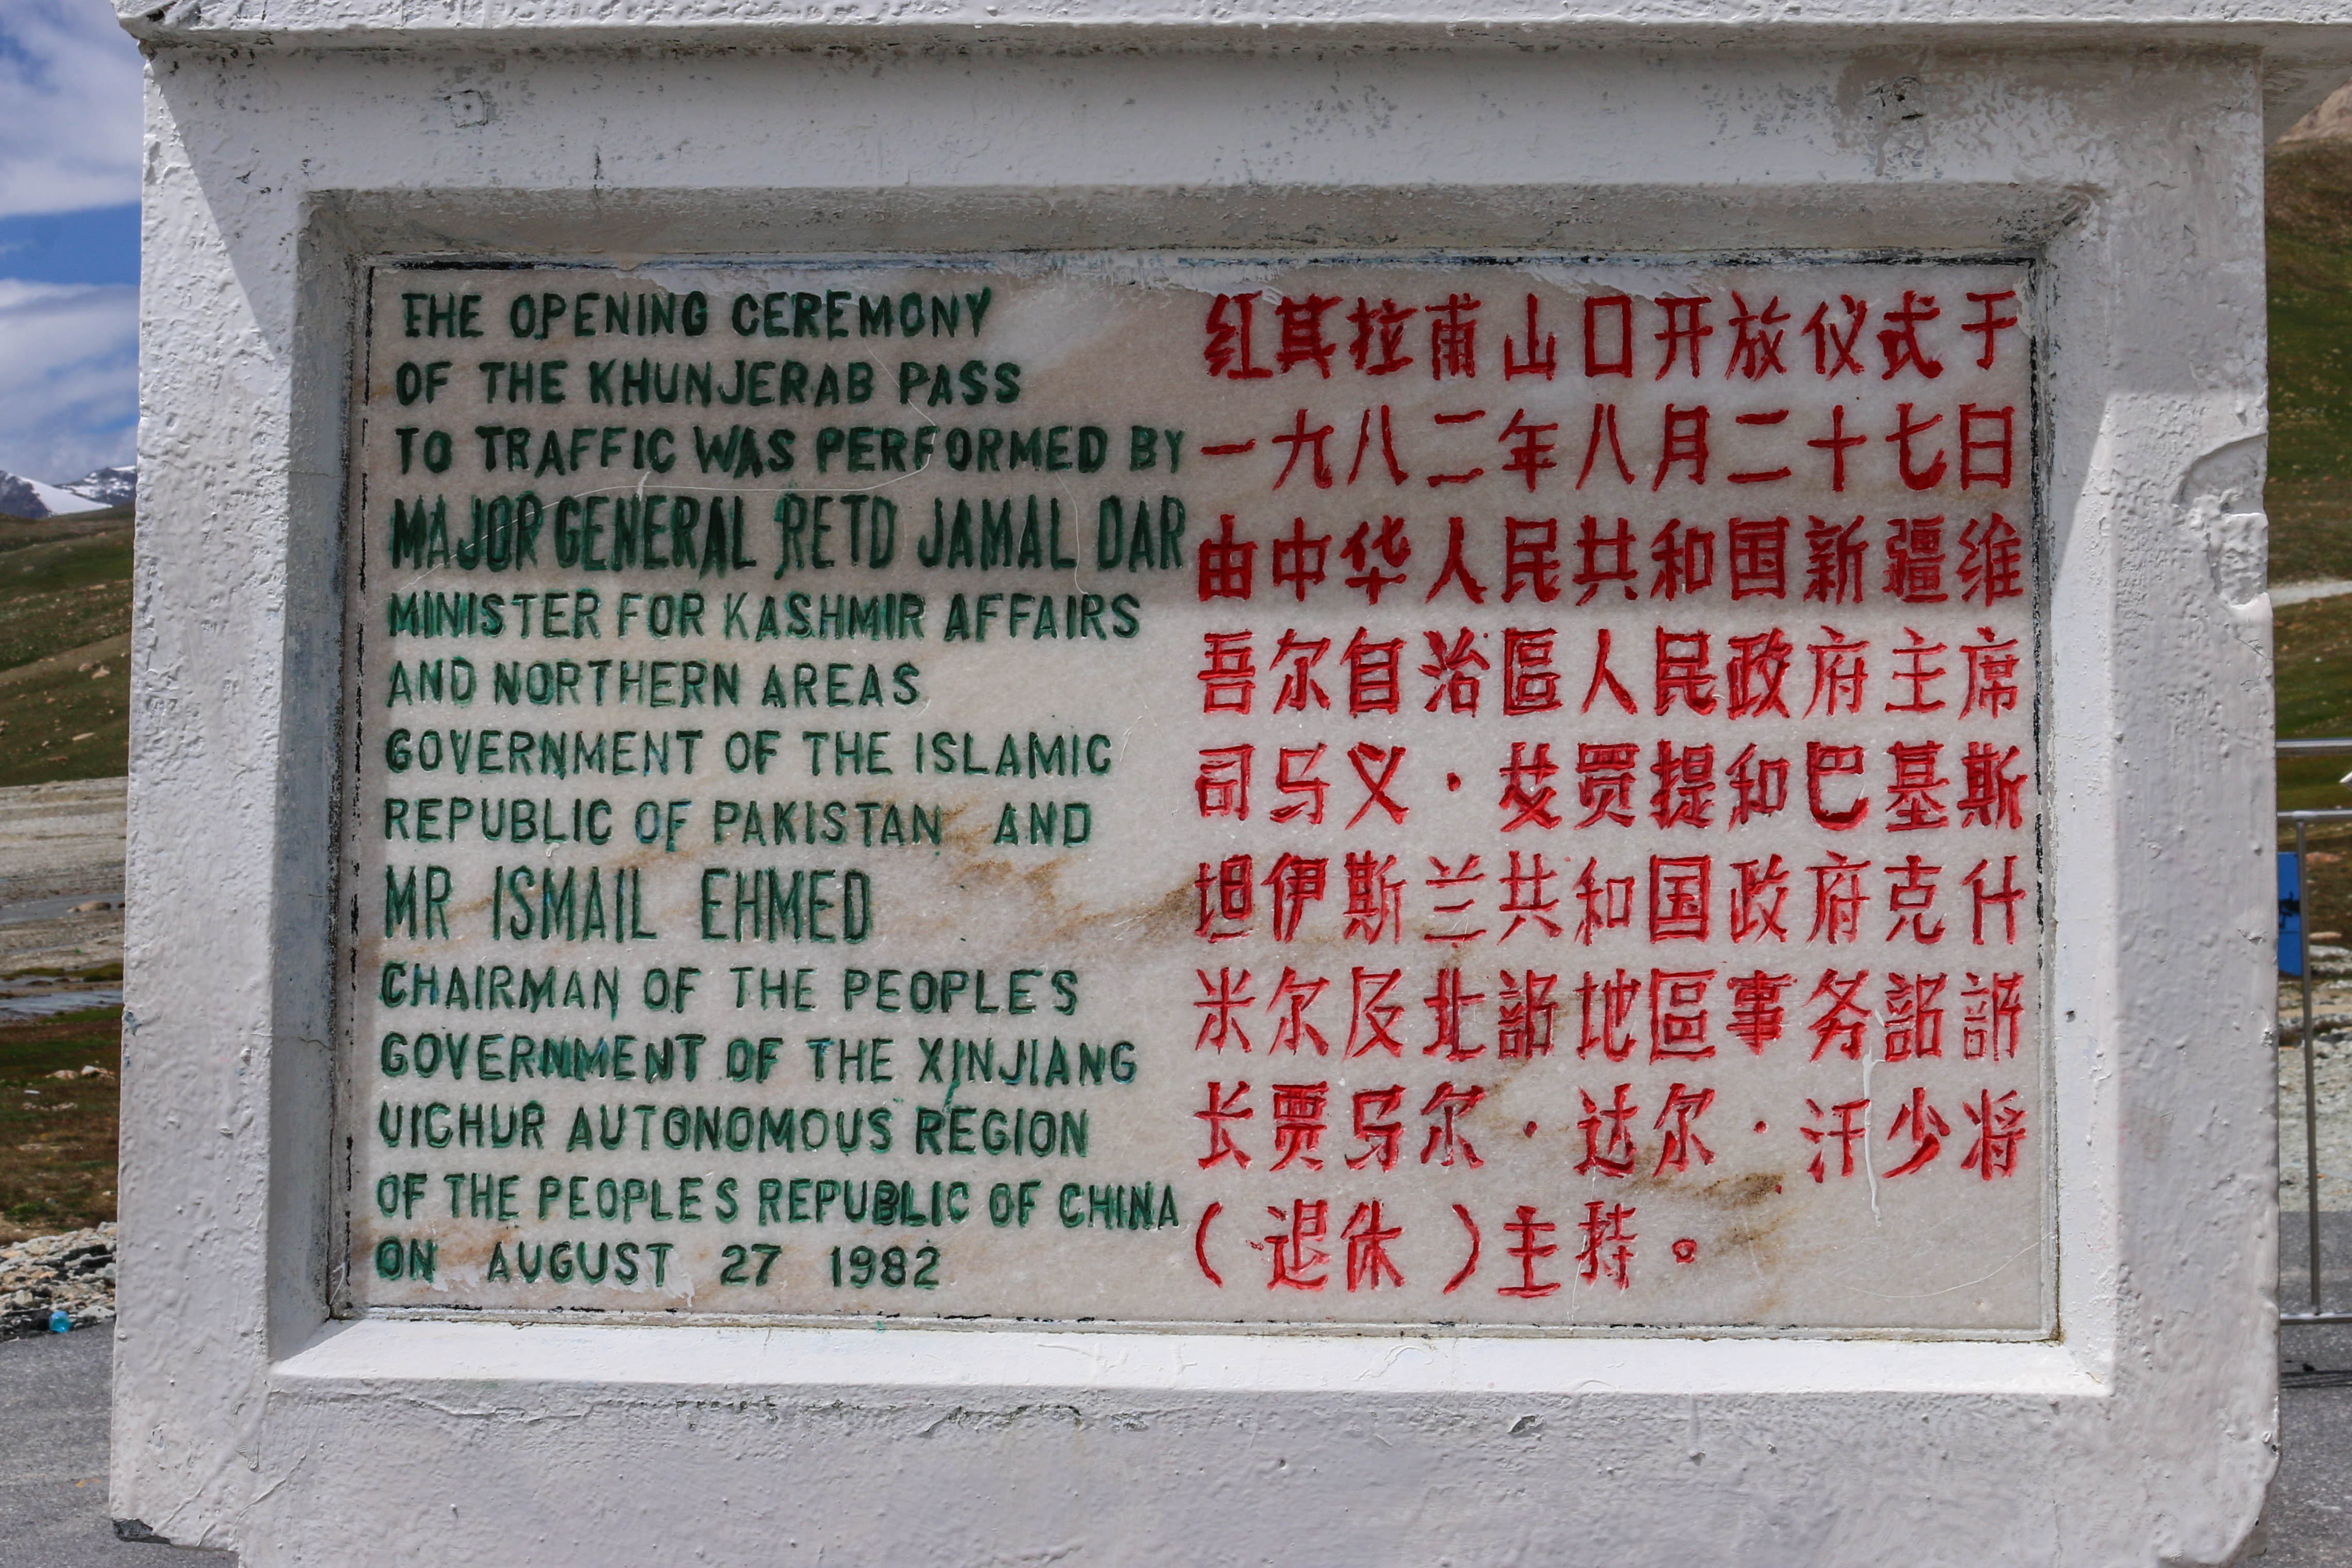 THE OPENING CEREMONY
OF THE KHUNJERAB PASS
TO TRAFFIC WAS PERFORMED BY
MAJOR GENERAL RETD JAMAL DAR
MINISTER FOR KASHMIR AFFAIRS
AND NORTHERN AREAS
GOVERNMENT OF THE ISLAMIC
REPUBLIC OF PAKISTAN AND
MR ISMAIL EHMED
CHAIRMAN OF THE PEOPLE'S
GOVERNMENT OF THE XINJIANG
UICHUR AUTONOMOUS REGION
OF THE PEOPLE'S REPUBLIC OF CHINA
ON AUGUST 27 1982
红其拉甫山口开放仪式于
一九八二年八月二十七日
由中华人民共和国新疆维
吾尔自治區人民政府主席
司马义·艾贾提和巴基斯
坦伊斯兰共和国政府克什
米尔及北 地區事务
长贾马尔·达尔·汗少将
(退休)主持。